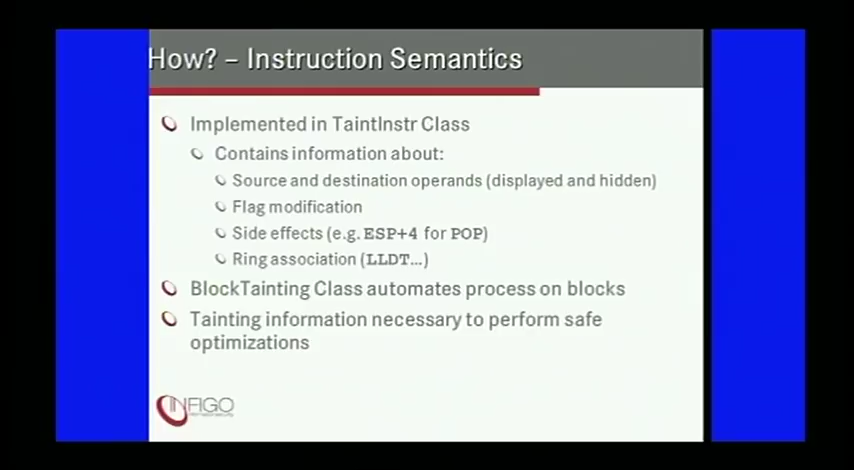 How? – Instruction Semantics
Implemented in TaintInstr Class
Contains information about:
Source and destination operands (displayed and hidden)
Flag modification
Side effects (e.g. ESP+4 for POP)
Ring association (LLDT…)
BlockTainting Class automates process on blocks
Tainting information necessary to perform safe
optimizations
INFIGO